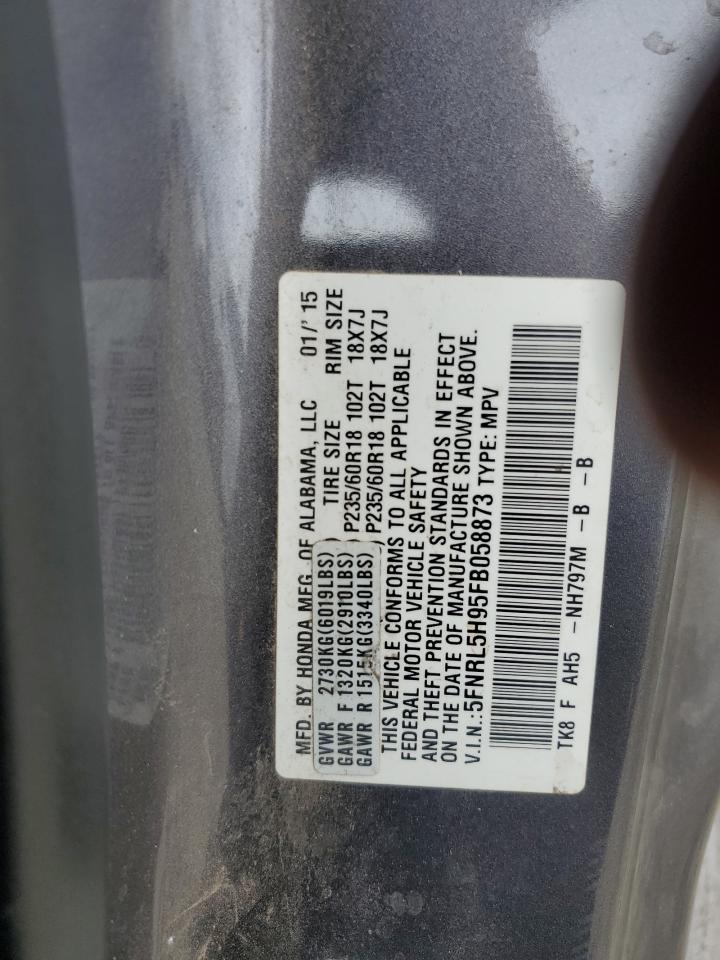 MFD. BY HONDA MFG. OF ALABAMA, LLC 01/' 15
GVWR 2730KG(6019LBS) TIRE SIZE RIM SIZE
GAWR F 1320KG(2910LBS) P235/60R18 102T 18X7J
GAWR R 1515KG(3340LBS) P235/60R18 102T 18X7J
THIS VEHICLE CONFORMS TO ALL APPLICABLE
FEDERAL MOTOR VEHICLE SAFETY
AND THEFT PREVENTION STANDARDS IN EFFECT
ON THE DATE OF MANUFACTURE SHOWN ABOVE.
V.I.N.:5FNRL5H95FB058873 TYPE: MPV
TK8 F AH5 -NH797M -B -B